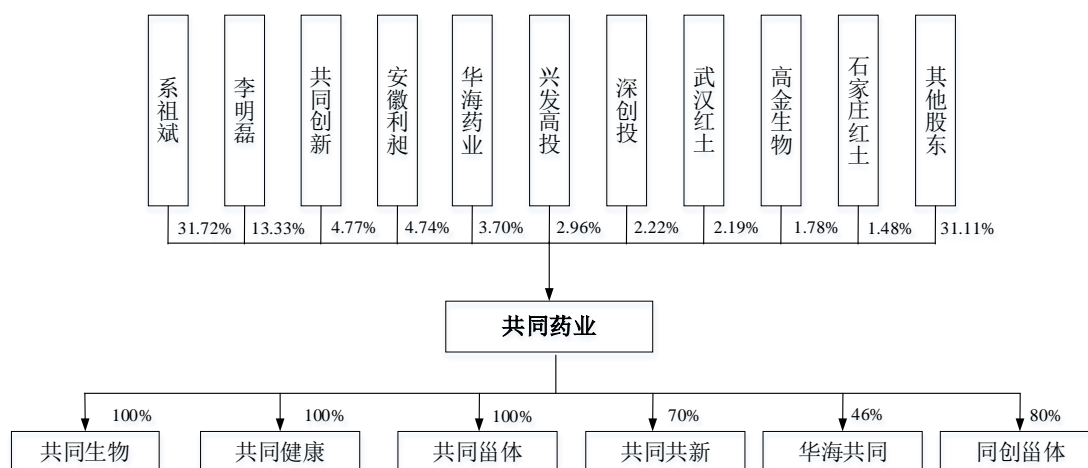 系祖斌
李明磊
共同创新
安徽利昶
华海药业
兴发高投
深创投
武汉红土
高金生物
石家庄红土
其他股东
31.72%
13.33%
4.77%
4.74%
3.70%
2.96%
2.22%
2.19%
1.78%
1.48%
31.11%
共同药业
100%
100%
100%
70%
46%
80%
共同生物
共同健康
共同甾体
共同共新
华海共同
同创甾体